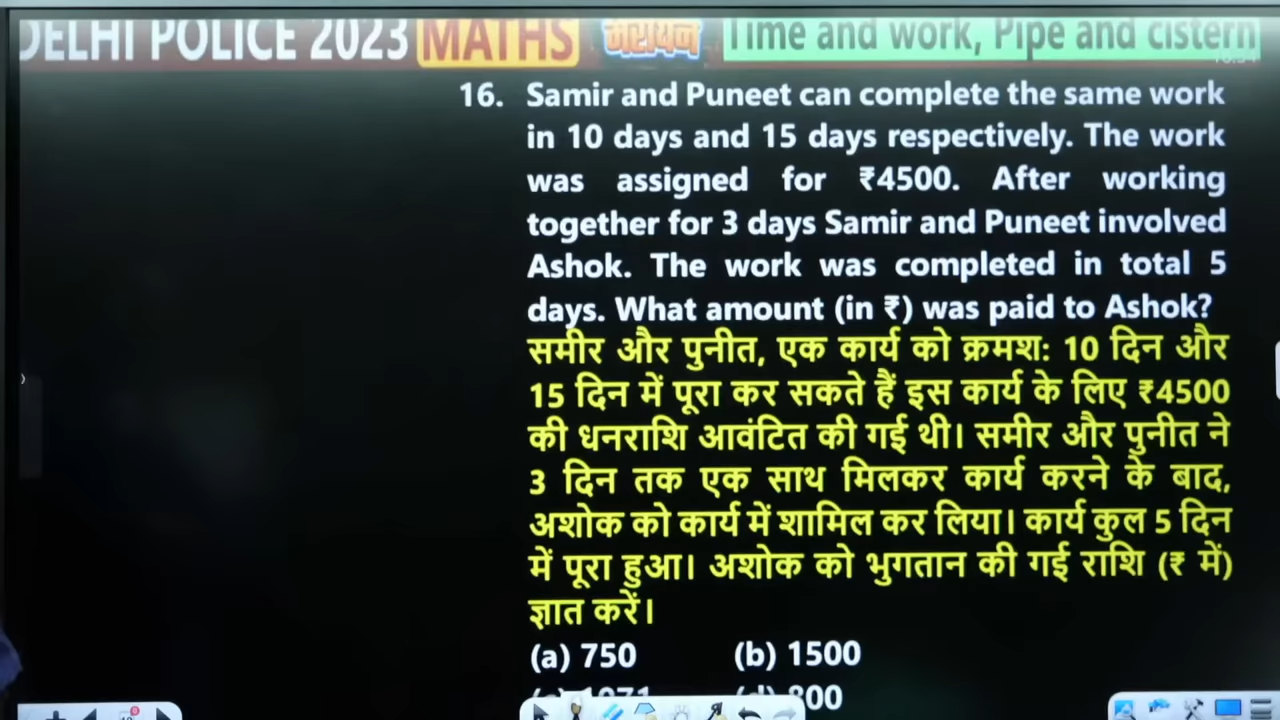 DELHI POLICE 2023 MATHS Time and work, Pipe and cistern
16. Samir and Puneet can complete the same work
in 10 days and 15 days respectively. The work
was assigned for ₹4500. After working
together for 3 days Samir and Puneet involved
Ashok. The work was completed in total 5
days. What amount (in ₹) was paid to Ashok?
समीर और पुनीत, एक कार्य को क्रमश: 10 दिन और
15 दिन में पूरा कर सकते हैं इस कार्य के लिए ₹4500
की धनराशि आवंटित की गई थी। समीर और पुनीत ने
3 दिन तक एक साथ मिलकर कार्य करने के बाद,
अशोक को कार्य में शामिल कर लिया। कार्य कुल 5 दिन
में पूरा हुआ। अशोक को भुगतान की गई राशि (₹ में)
ज्ञात करें।
(a) 750 (b) 1500